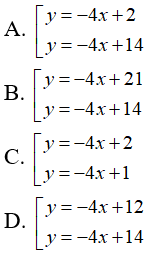 A. [y = −4x + 2
y = −4x + 14
B. [y = −4x + 21
y = −4x + 14
C. [y = −4x + 2
y = −4x + 1
D. [y = −4x + 12
y = −4x + 14